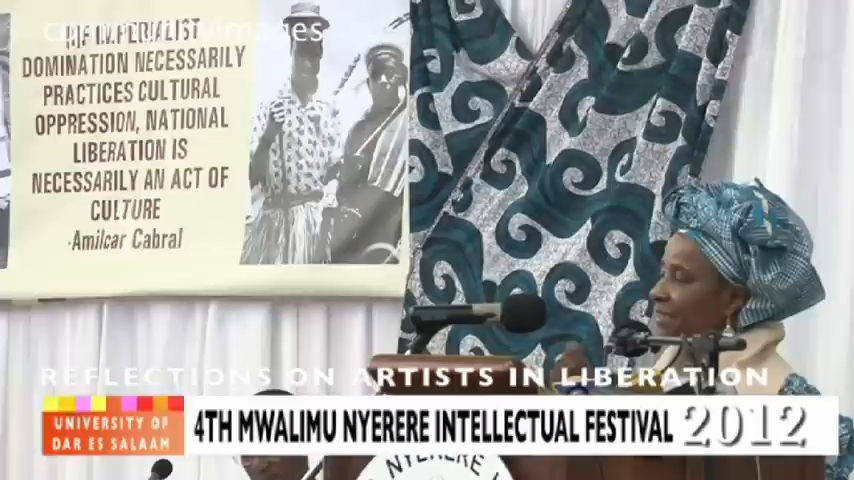 communityimages
IF IMPERIALIST
DOMINATION NECESSARILY
PRACTICES CULTURAL
OPPRESSION, NATIONAL
LIBERATION IS
NECESSARILY AN ACT OF
CULTURE
-Amilcar Cabral
REFLECTIONS ON ARTISTS IN LIBERATION
UNIVERSITY OF
DAR ES SALAAM
4TH MWALIMU NYERERE INTELLECTUAL FESTIVAL 2012
NYERERE